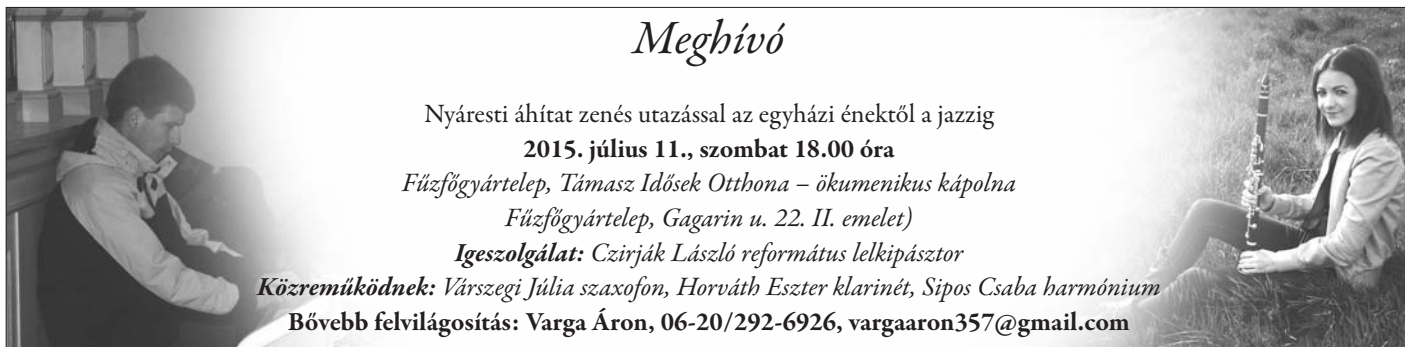 Meghívó
Nyáresti áhítat zenés utazással az egyházi énektől a jazzig
2015. július 11., szombat 18.00 óra
Fűzfőgyártelep, Támasz Idősek Otthona – ökumenikus kápolna
Fűzfőgyártelep, Gagarin u. 22. II. emelet)
Igeszolgálat: Czirják László református lelkipásztor
Közreműködnek: Várszegi Júlia szaxofon, Horváth Eszter klarinét, Sipos Csaba harmónium
Bővebb felvilágosítás: Varga Áron, 06-20/292-6926, vargaaron357@gmail.com